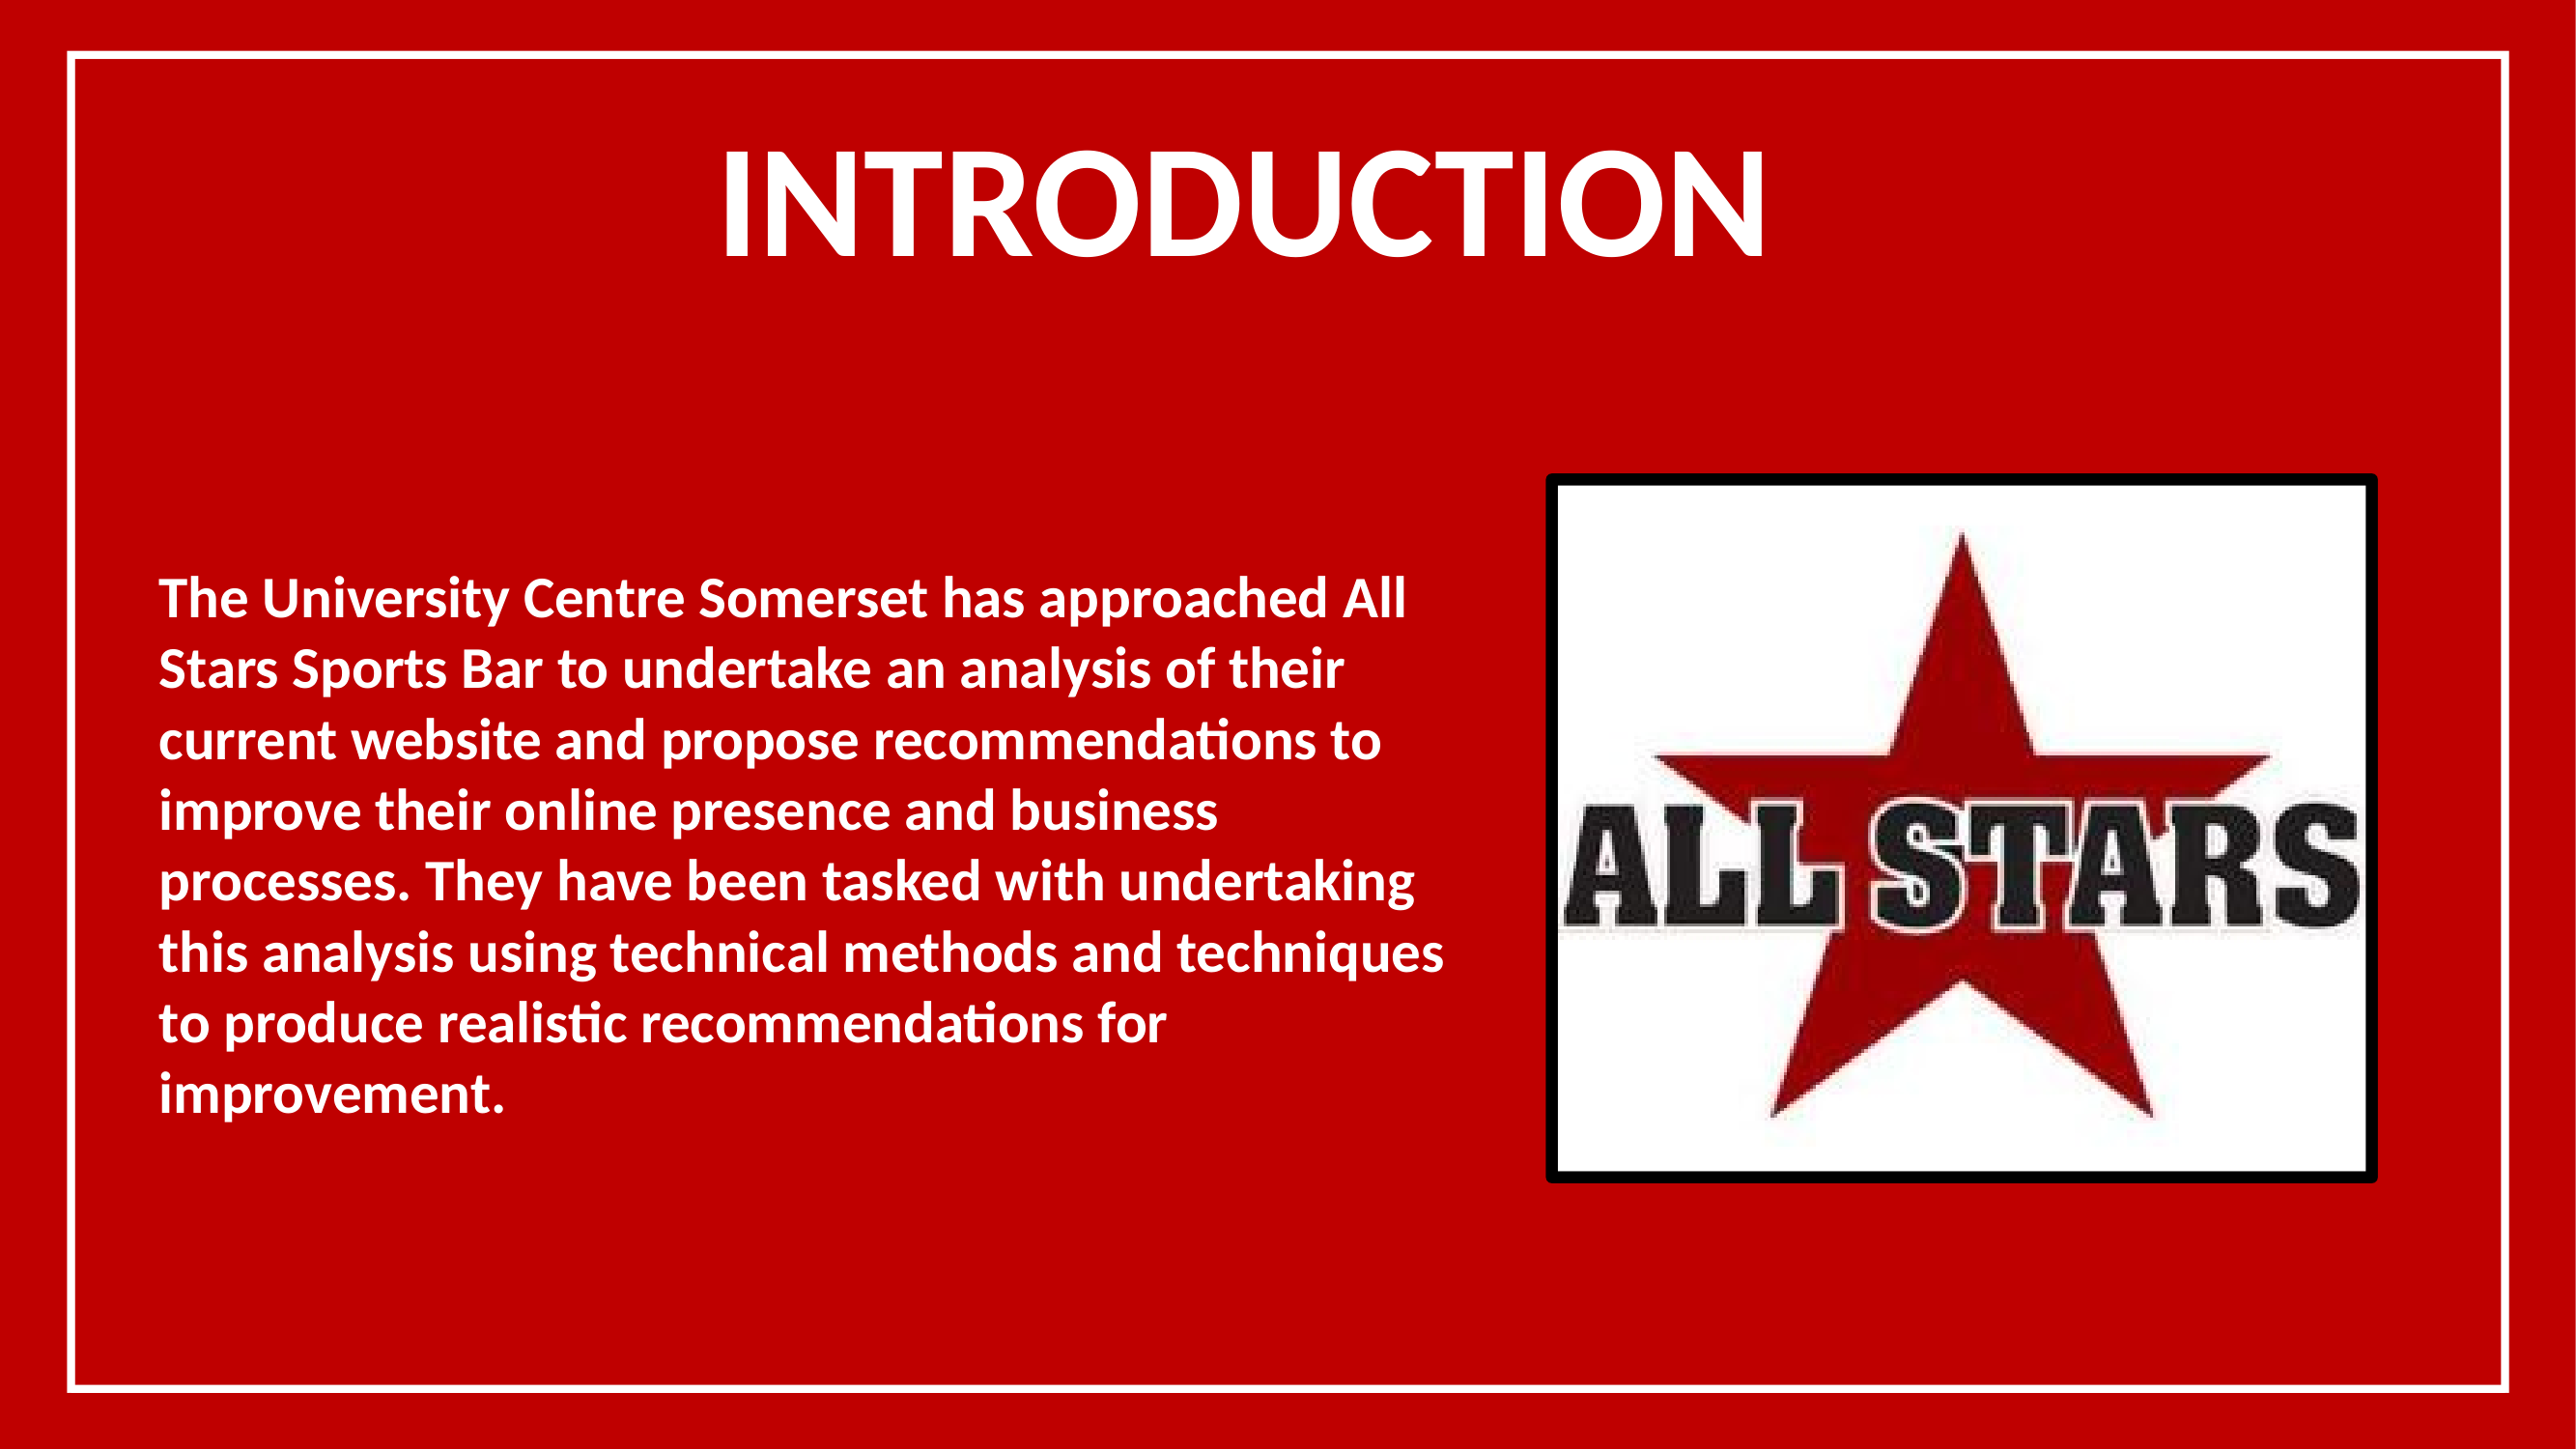 INTRODUCTION
The University Centre Somerset has approached All
Stars Sports Bar to undertake an analysis of their
current website and propose recommendations to
improve their online presence and business
processes. They have been tasked with undertaking
this analysis using technical methods and techniques
to produce realistic recommendations for
improvement.
ALL STARS